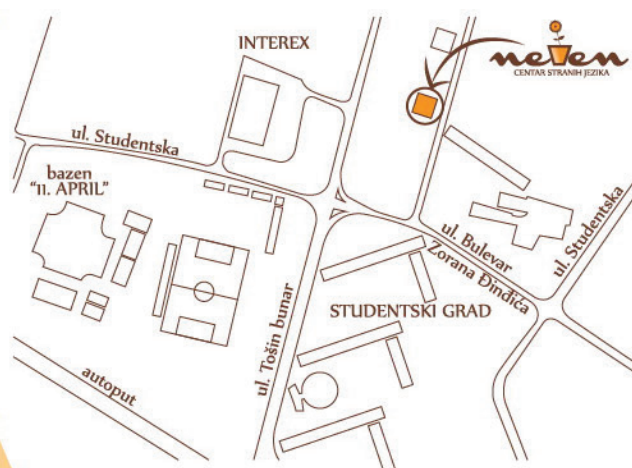 INTEREX
neven
CENTAR STRANIH JEZIKA
ul. Studentska
bazen
"11. APRIL"
ul. Bulevar
Zorana Đinđića
ul. Studentska
STUDENTSKI GRAD
ul. Tošin bunar
autoput